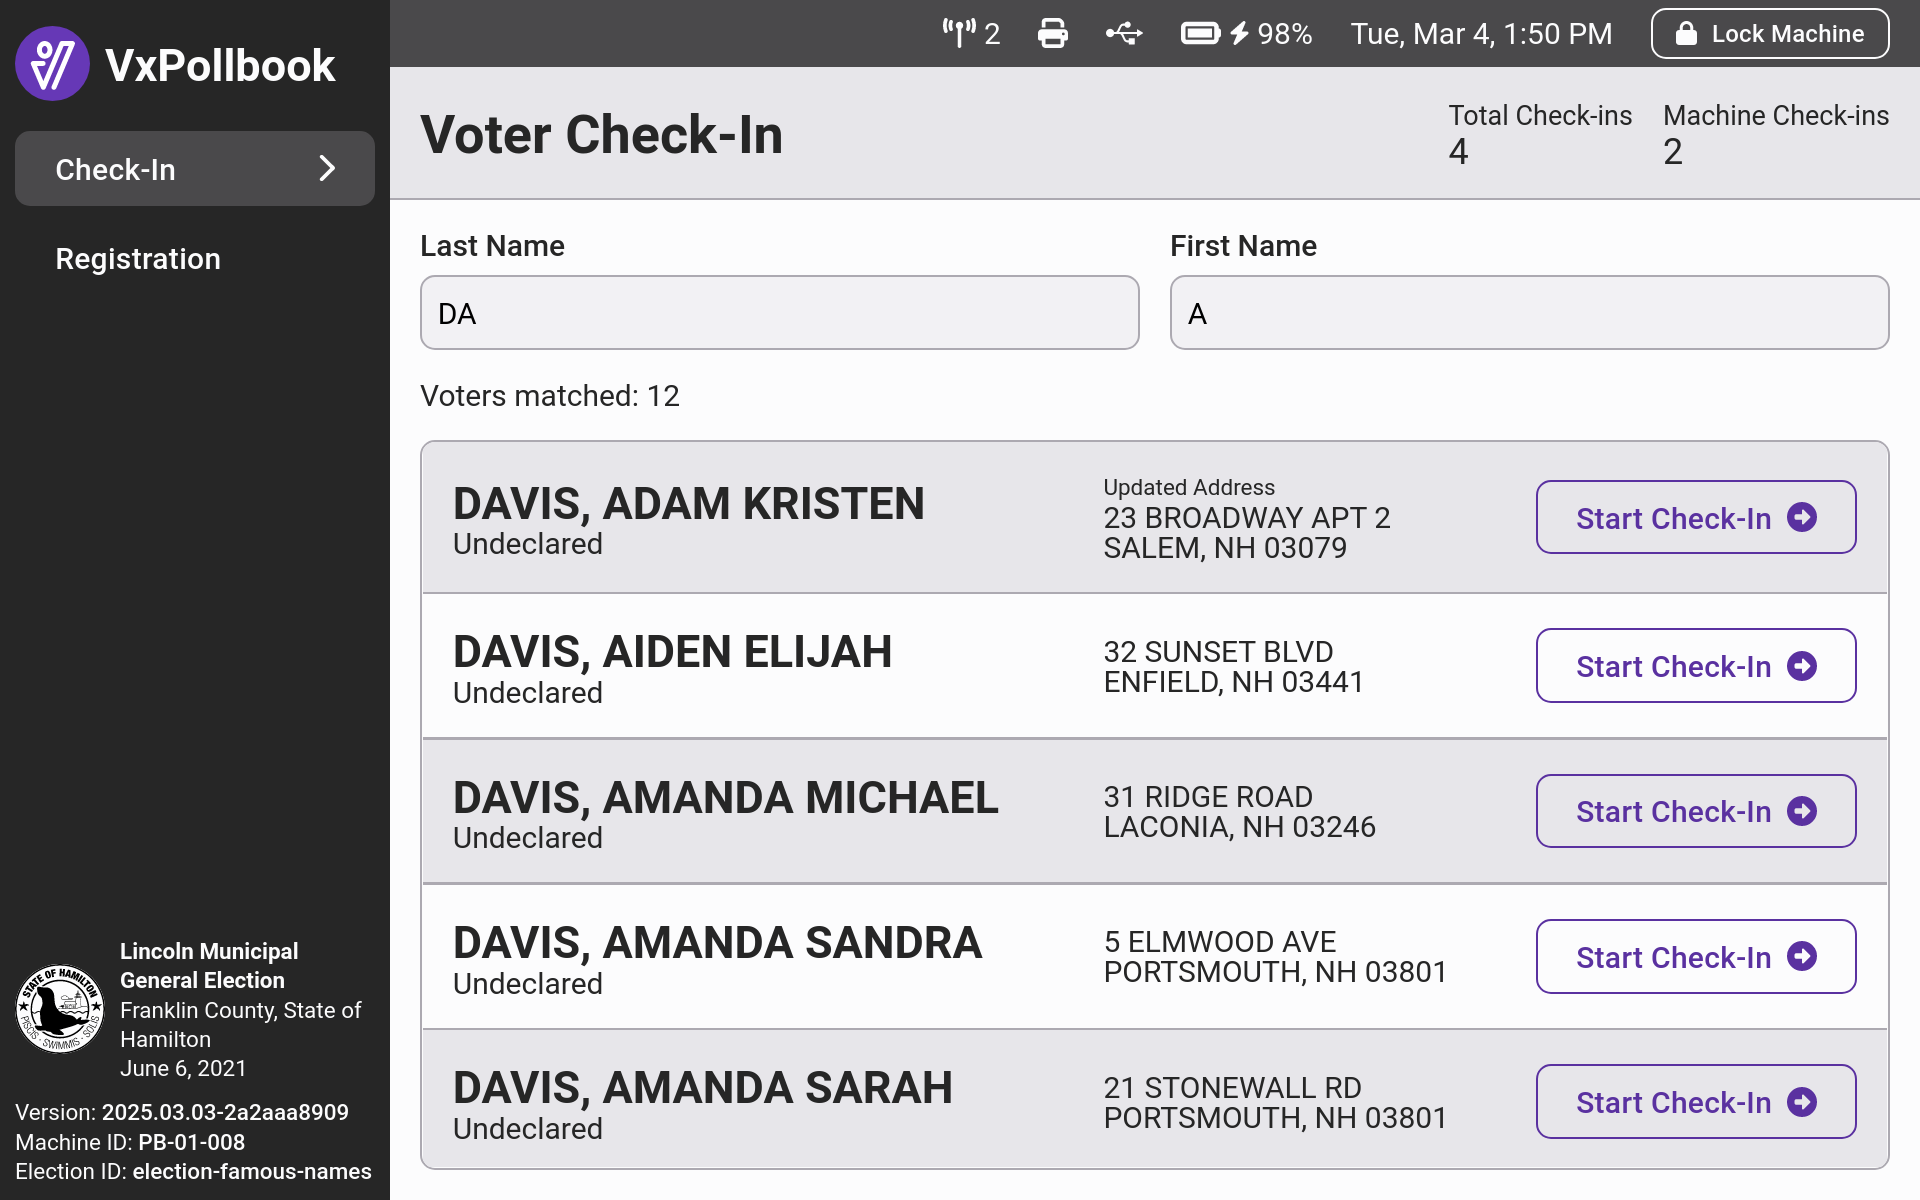 VxPollbook
Check-In
Registration
Lincoln Municipal
General Election
Franklin County, State of
Hamilton
June 6, 2021
STATE OF HAMILTON
PISCIS · SWIMMIS · SOLIS
Version: 2025.03.03-2a2aaa8909
Machine ID: PB-01-008
Election ID: election-famous-names
2
98%
Tue, Mar 4, 1:50 PM
Lock Machine
Voter Check-In
Total Check-ins
4
Machine Check-ins
2
Last Name
DA
First Name
A
Voters matched: 12
DAVIS, ADAM KRISTEN
Undeclared
Updated Address
23 BROADWAY APT 2
SALEM, NH 03079
Start Check-In
DAVIS, AIDEN ELIJAH
Undeclared
32 SUNSET BLVD
ENFIELD, NH 03441
Start Check-In
DAVIS, AMANDA MICHAEL
Undeclared
31 RIDGE ROAD
LACONIA, NH 03246
Start Check-In
DAVIS, AMANDA SANDRA
Undeclared
5 ELMWOOD AVE
PORTSMOUTH, NH 03801
Start Check-In
DAVIS, AMANDA SARAH
Undeclared
21 STONEWALL RD
PORTSMOUTH, NH 03801
Start Check-In